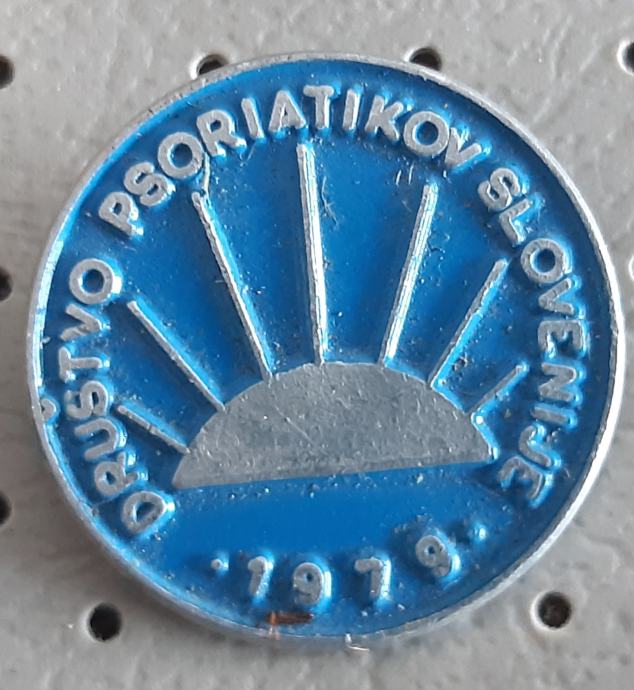 DRUŠTVO PSORIATIKOV SLOVENIJE
· 1979 ·